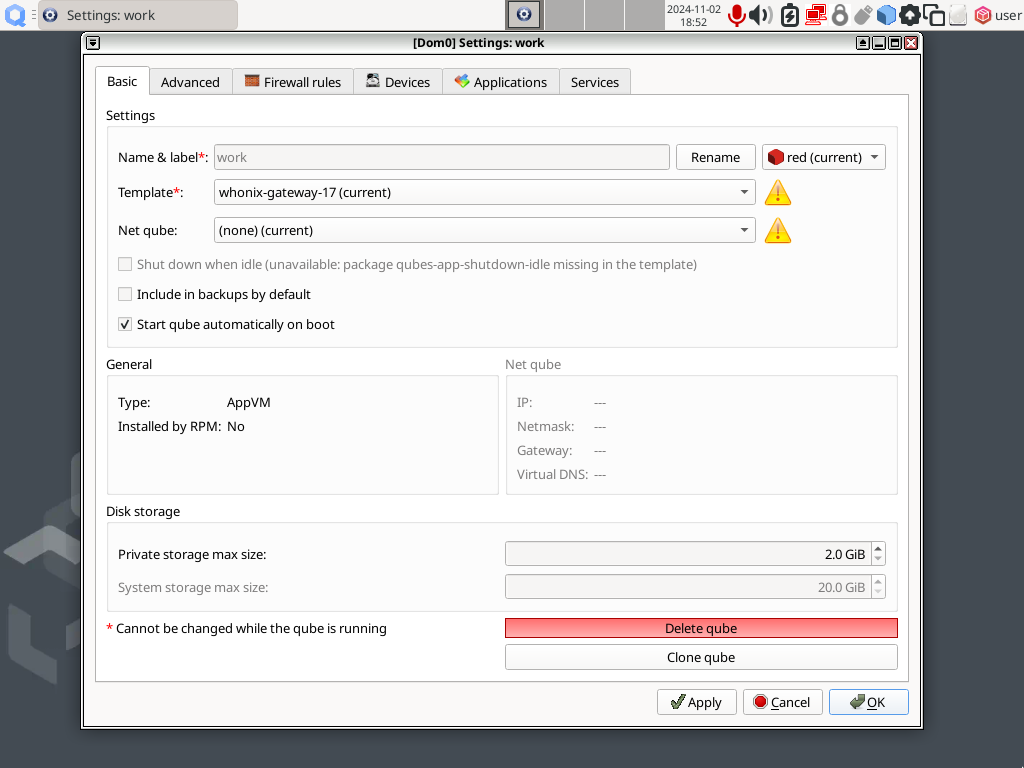 Settings: work
2024-11-02
18:52
user
[Dom0] Settings: work
Basic
Advanced
Firewall rules
Devices
Applications
Services
Settings
Name & label*:
work
Rename
red (current)
Template*:
whonix-gateway-17 (current)
Net qube:
(none) (current)
Shut down when idle (unavailable: package qubes-app-shutdown-idle missing in the template)
Include in backups by default
Start qube automatically on boot
General
Type: AppVM
Installed by RPM: No
Net qube
IP: ---
Netmask: ---
Gateway: ---
Virtual DNS: ---
Disk storage
Private storage max size: 2.0 GiB
System storage max size: 20.0 GiB
* Cannot be changed while the qube is running
Delete qube
Clone qube
Apply
Cancel
OK